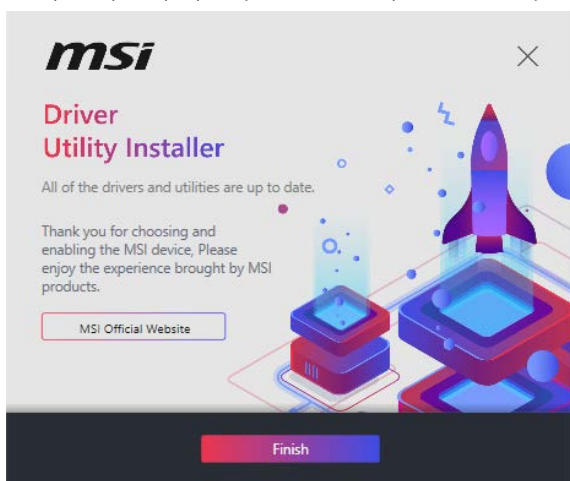 msi
Driver
Utility Installer
All of the drivers and utilities are up to date.
Thank you for choosing and
enabling the MSI device, Please
enjoy the experience brought by MSI
products.
MSI Official Website
Finish